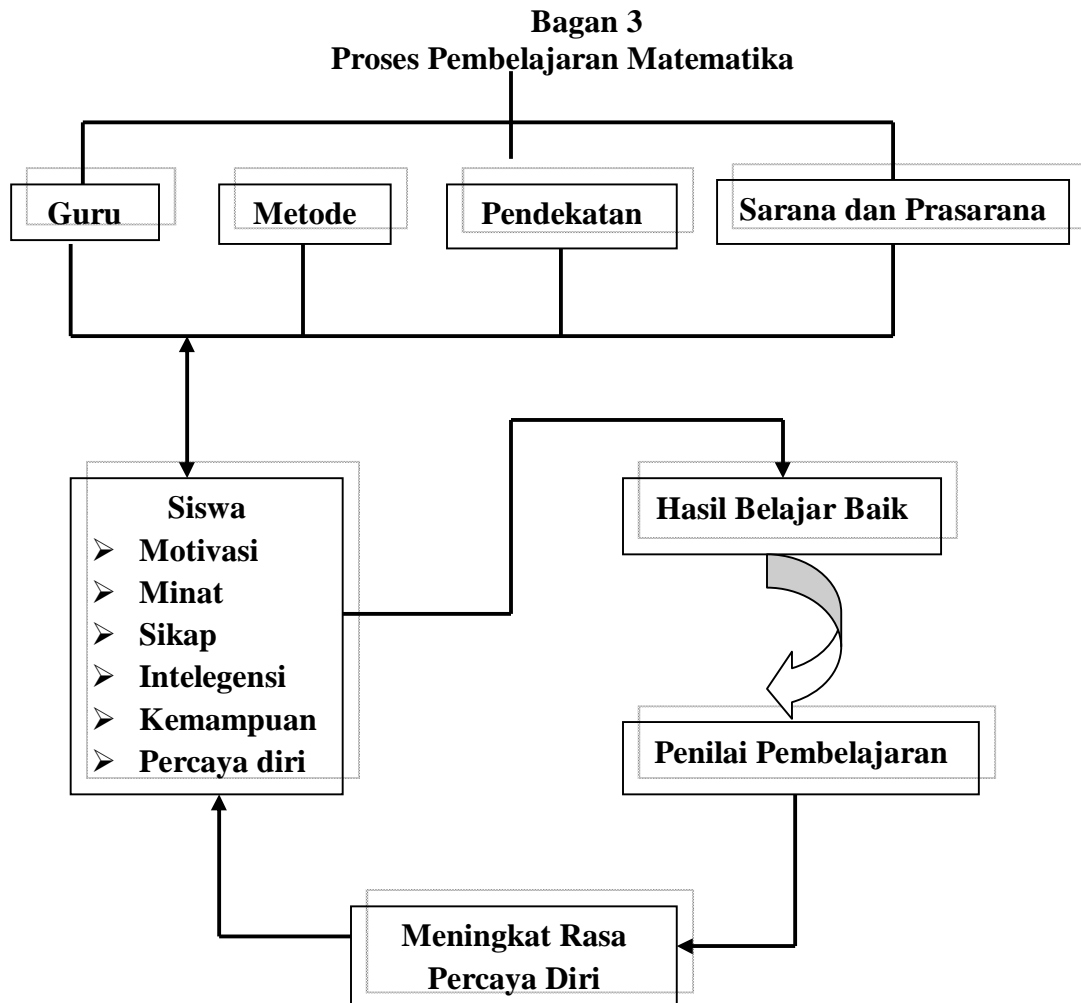 Bagan 3
Proses Pembelajaran Matematika
Guru
Metode
Pendekatan
Sarana dan Prasarana
Siswa
➢ Motivasi
➢ Minat
➢ Sikap
➢ Intelegensi
➢ Kemampuan
➢ Percaya diri
Hasil Belajar Baik
Penilai Pembelajaran
Meningkat Rasa
Percaya Diri